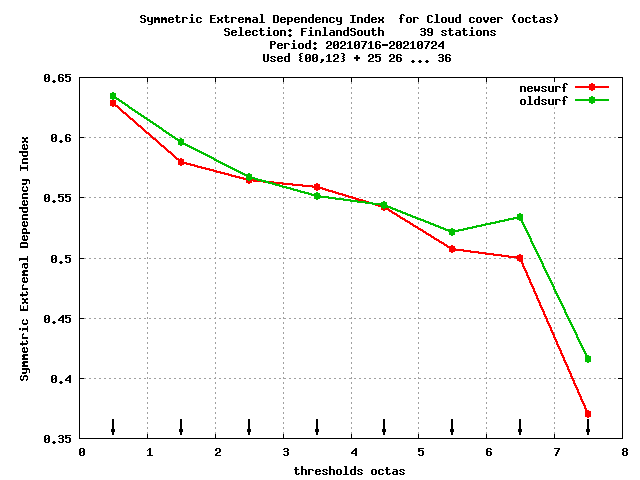 Symmetric Extremal Dependency Index  for Cloud cover (octas)
Selection: FinlandSouth     39 stations
Period: 20210716-20210724
Used {00,12} + 25 26 ... 36
newsurf
oldsurf
0.65
0.6
0.55
0.5
0.45
0.4
0.35
Symmetric Extremal Dependency Index
0 1 2 3 4 5 6 7 8
thresholds octas